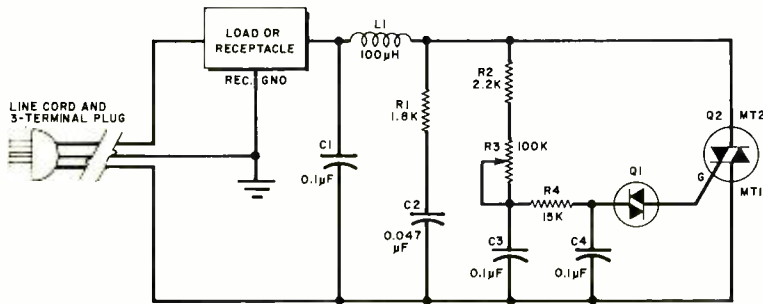 LOAD OR
RECEPTACLE
REC. GND
LINE CORD AND
3-TERMINAL PLUG
L1
100µH
C1
0.1µF
R1
1.8K
C2
0.047
µF
R2
2.2K
R3
100K
R4
15K
C3
0.1µF
C4
0.1µF
Q1
Q2
MT2
G
MT1